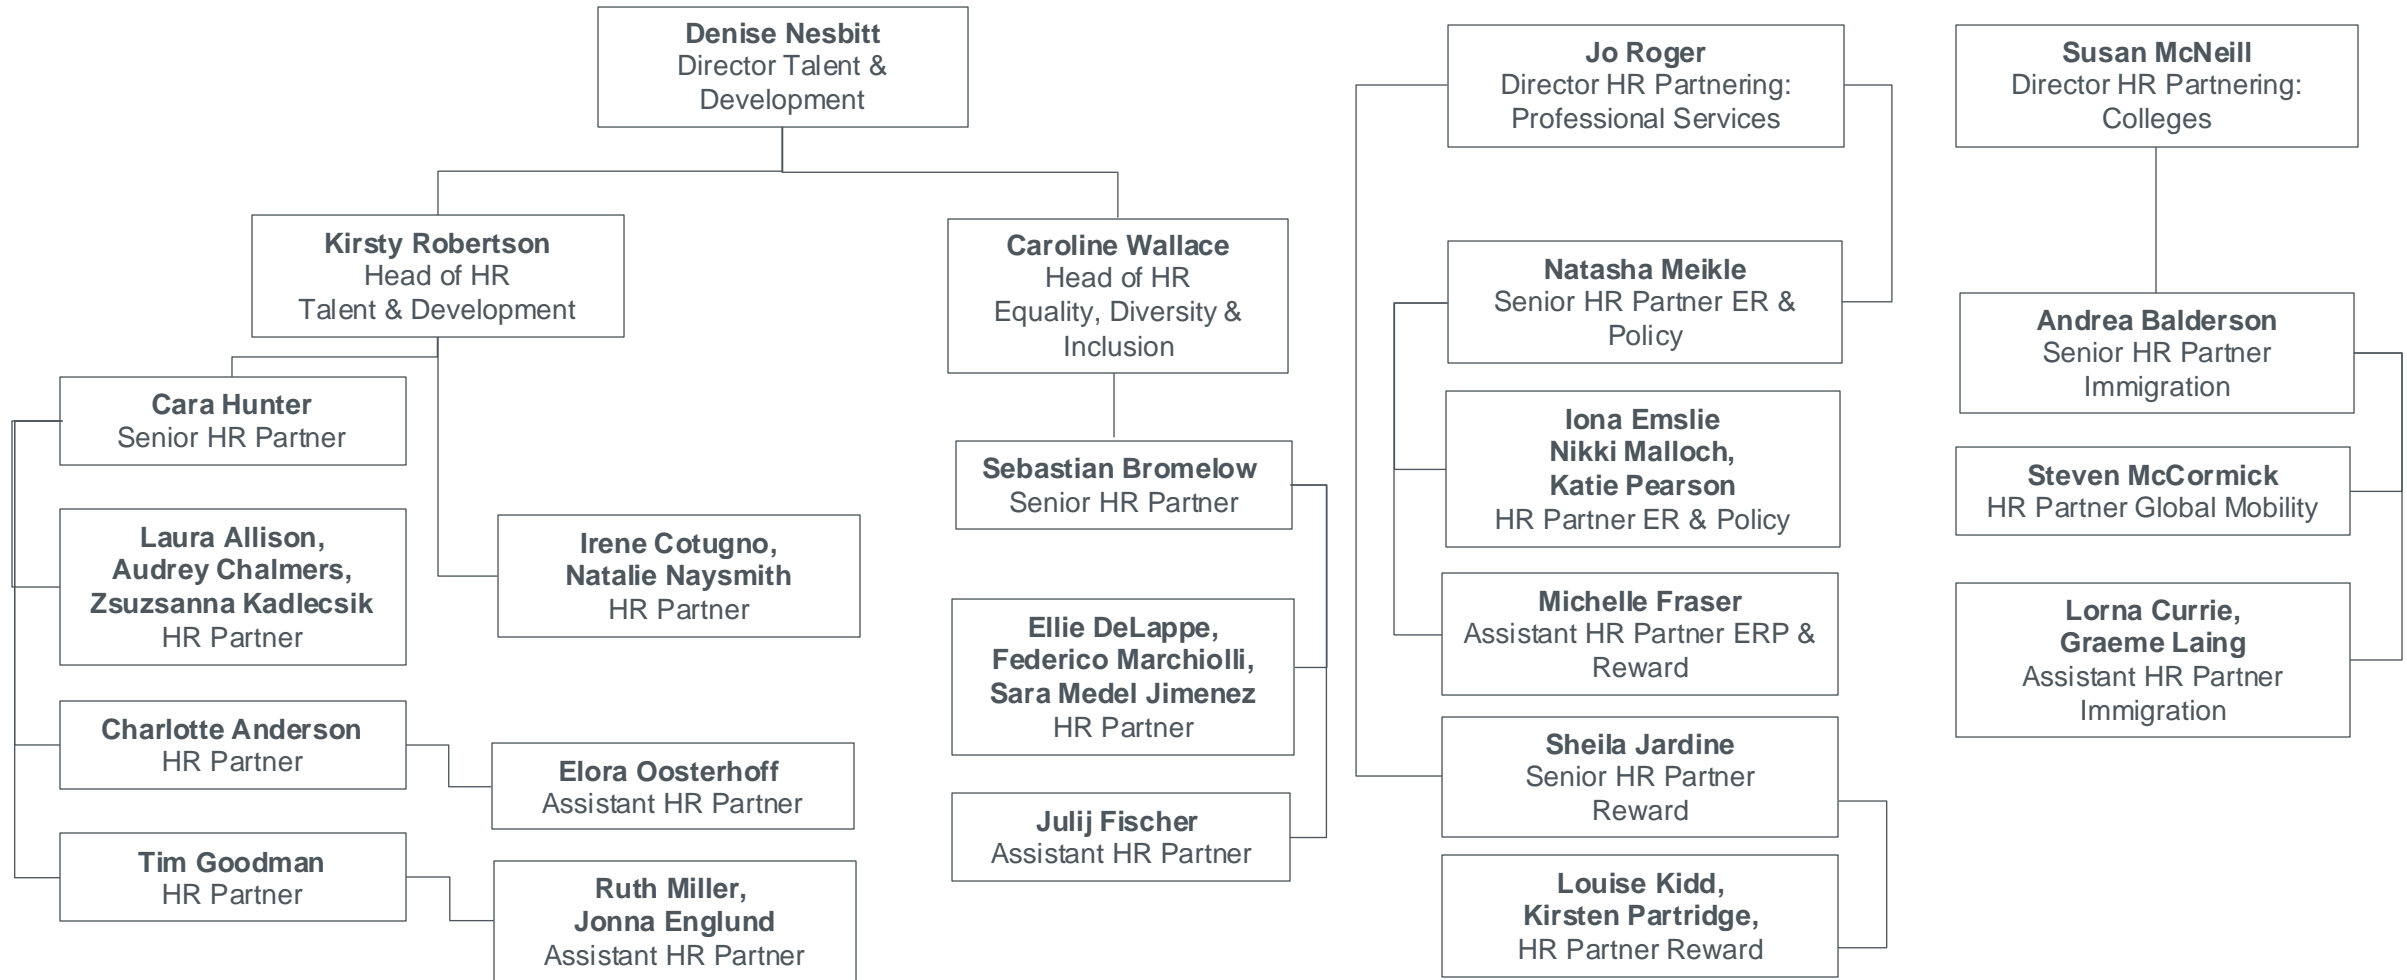 Denise Nesbitt
Director Talent &
Development
Kirsty Robertson
Head of HR
Talent & Development
Caroline Wallace
Head of HR
Equality, Diversity &
Inclusion
Cara Hunter
Senior HR Partner
Laura Allison,
Audrey Chalmers,
Zsuzsanna Kadlecsik
HR Partner
Irene Cotugno,
Natalie Naysmith
HR Partner
Charlotte Anderson
HR Partner
Elora Oosterhoff
Assistant HR Partner
Tim Goodman
HR Partner
Ruth Miller,
Jonna Englund
Assistant HR Partner
Sebastian Bromelow
Senior HR Partner
Ellie DeLappe,
Federico Marchiolli,
Sara Medel Jimenez
HR Partner
Julij Fischer
Assistant HR Partner
Jo Roger
Director HR Partnering:
Professional Services
Natasha Meikle
Senior HR Partner ER &
Policy
Iona Emslie
Nikki Malloch,
Katie Pearson
HR Partner ER & Policy
Michelle Fraser
Assistant HR Partner ERP &
Reward
Sheila Jardine
Senior HR Partner
Reward
Louise Kidd,
Kirsten Partridge,
HR Partner Reward
Susan McNeill
Director HR Partnering:
Colleges
Andrea Balderson
Senior HR Partner
Immigration
Steven McCormick
HR Partner Global Mobility
Lorna Currie,
Graeme Laing
Assistant HR Partner
Immigration